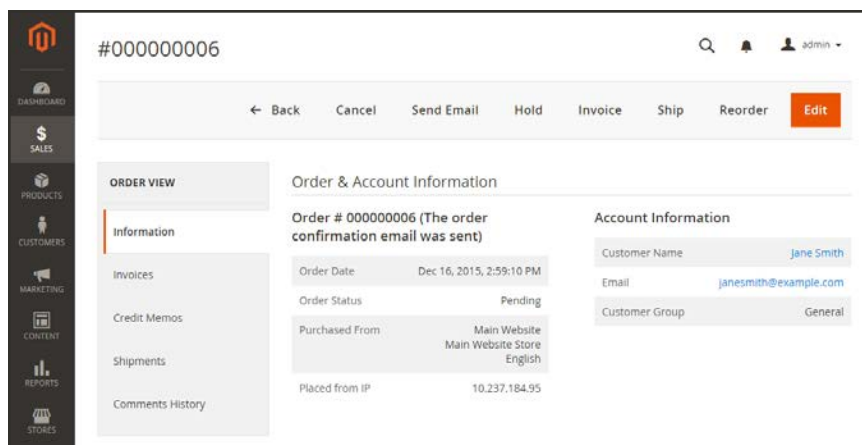 #000000006
admin
DASHBOARD
SALES
PRODUCTS
CUSTOMERS
MARKETING
CONTENT
REPORTS
STORES
← Back Cancel Send Email Hold Invoice Ship Reorder Edit
ORDER VIEW
Information
Invoices
Credit Memos
Shipments
Comments History
Order & Account Information
Order # 000000006 (The order
confirmation email was sent)
Order Date Dec 16, 2015, 2:59:10 PM
Order Status Pending
Purchased From Main Website
Main Website Store
English
Placed from IP 10.237.184.95
Account Information
Customer Name Jane Smith
Email janesmith@example.com
Customer Group General